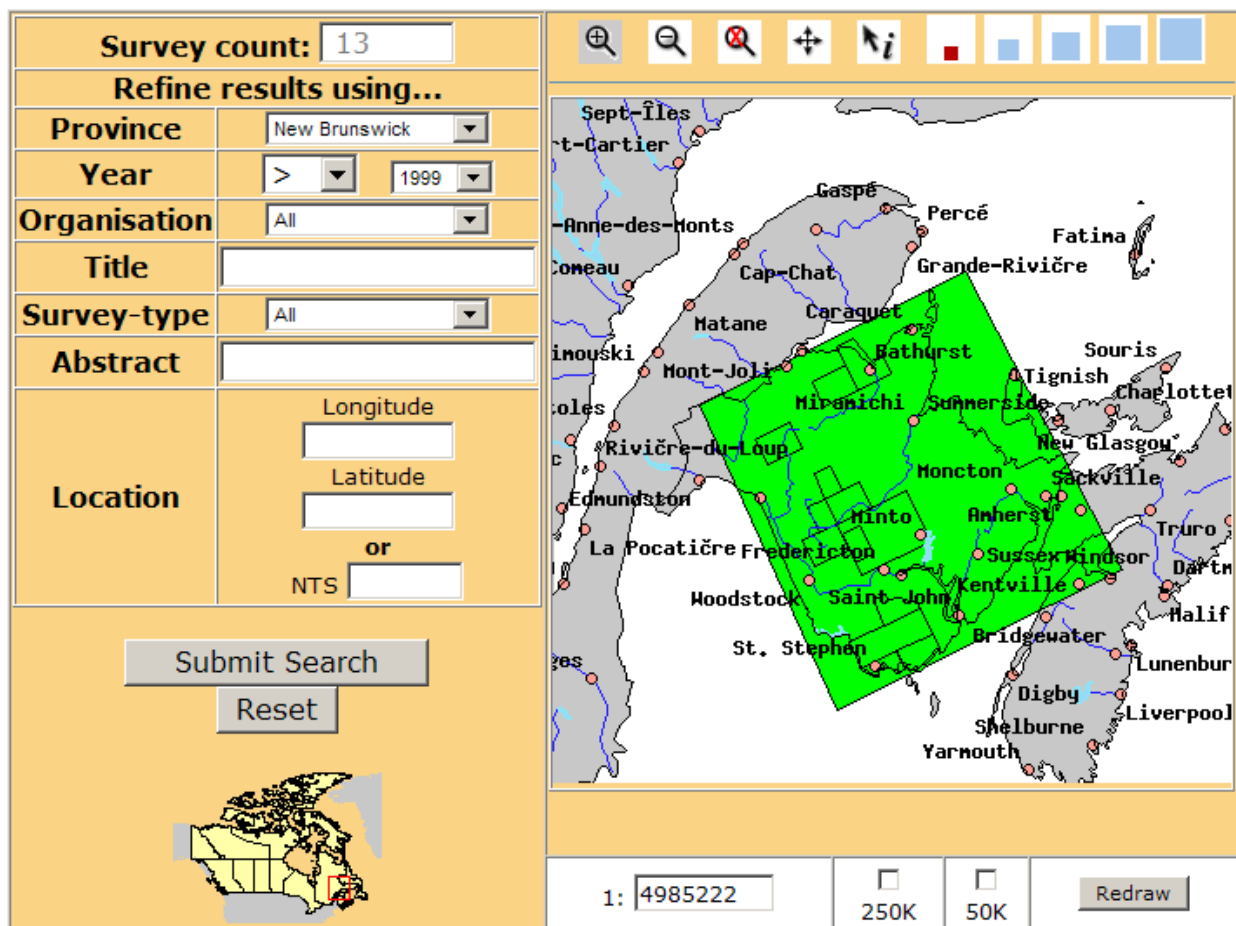 Survey count: 13
Refine results using...
Province New Brunswick
Year > 1999
Organisation All
Title
Survey-type All
Abstract
Location
Longitude
Latitude
or
NTS
Submit Search
Reset
i
Sept-Îles
t-Cartier
Gaspé
Percé
-Anne-des-Monts
Fatima
Comeau
Cap-Chat
Grande-Rivičre
Caraquet
Matane
imouski
Bathurst
Souris
Mont-Joli
Tignish
Charlottet
oles
Miramichi
Summerside
Rivičre-du-Loup
New Glasgow
c
Moncton
Sackville
Edmundston
Minto
Amherst
Truro
La Pocatičre
Fredericton
Sussex
Windsor
Dartm
Woodstock
Saint-John
Kentville
Halif
St. Stephen
Bridgewater
ges
Lunenbur
Digby
Liverpool
Shelburne
Yarmouth
1: 4985222
250K
50K
Redraw